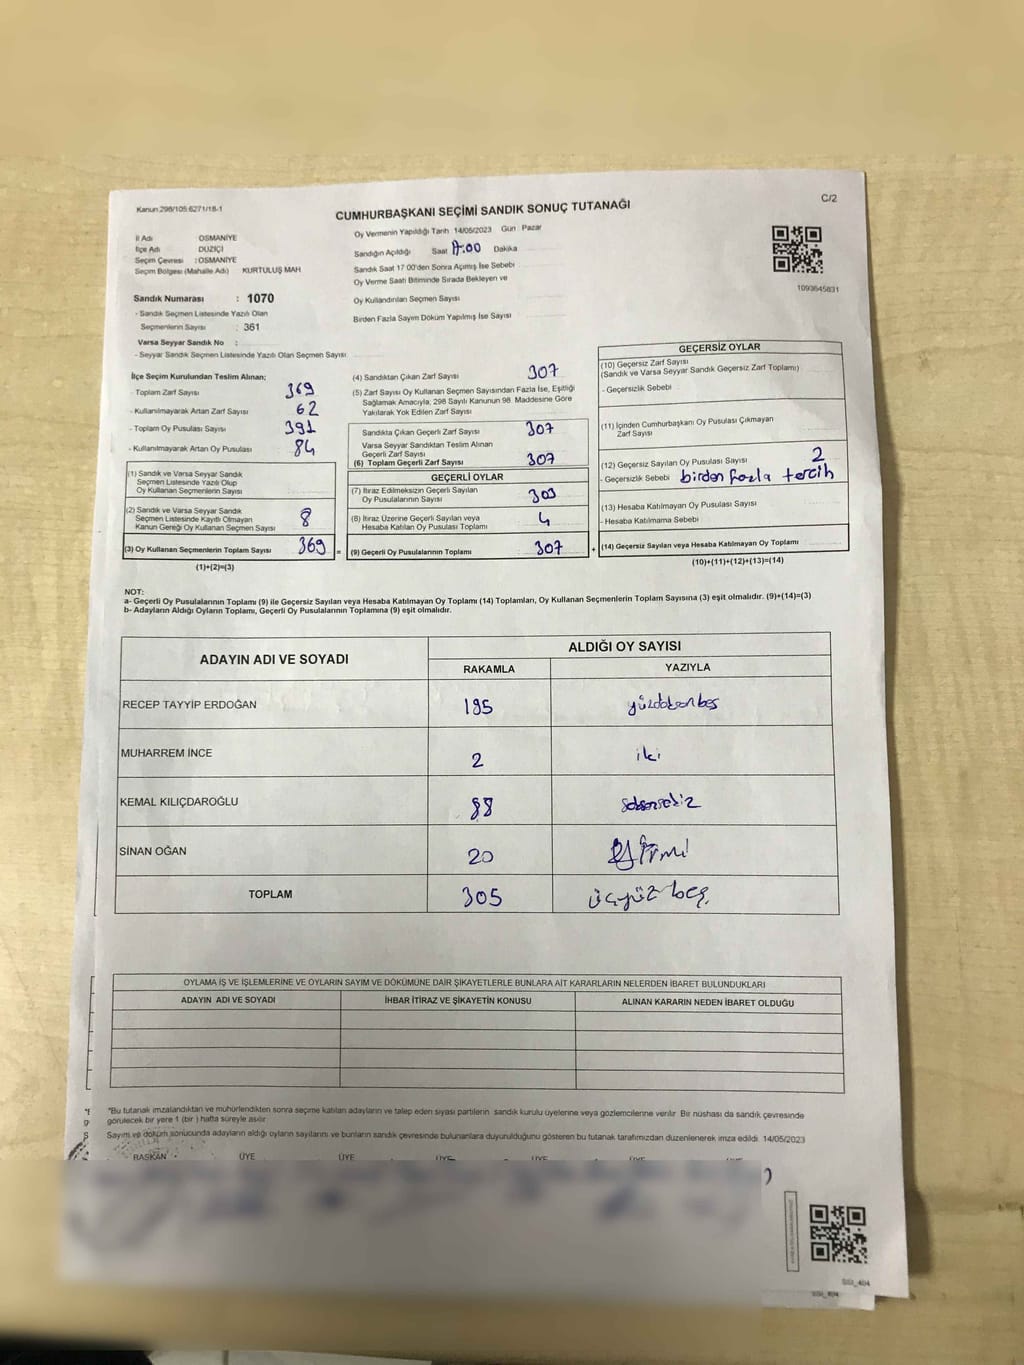 Kanun 298/105 6271/18-1
C/2
CUMHURBAŞKANI SEÇİMİ SANDIK SONUÇ TUTANAĞI
İl Adı OSMANİYE
İlçe Adı DÜZİÇİ
Seçim Çevresi : OSMANİYE
Seçim Bölgesi (Mahalle Adı) KURTULUŞ MAH
Sandık Numarası : 1070
- Sandık Seçmen Listesinde Yazılı Olan
Seçmenlerin Sayısı : 361
Varsa Seyyar Sandık No :
- Seyyar Sandık Seçmen Listesinde Yazılı Olan Seçmen Sayısı
Oy Vermenin Yapıldığı Tarih 14/05/2023 Gün : Pazar
Sandığın Açıldığı Saat 17.00 Dakika
Sandık Saat 17 00'den Sonra Açımış İse Sebebi
Oy Verme Saati Bitiminde Sırada Bekleyen ve
Oy Kullandırılan Seçmen Sayısı
Birden Fazla Sayım Döküm Yapılmış İse Sayısı
1093645831
İlçe Seçim Kurulundan Teslim Alınan;
- Toplam Zarf Sayısı 369
- Kullanılmayarak Artan Zarf Sayısı 62
- Toplam Oy Pusulası Sayısı 391
- Kullanılmayarak Artan Oy Pusulası 84
(1) Sandık ve Varsa Seyyar Sandık
Seçmen Listesinde Yazılı Olup
Oy Kullanan Seçmenlerin Sayısı
(2) Sandık ve Varsa Seyyar Sandık
Seçmen Listesinde Kayıtlı Olmayan
Kanun Gereği Oy Kullanan Seçmen Sayısı 8
(3) Oy Kullanan Seçmenlerin Toplam Sayısı 369 =
(1)+(2)=(3)
(4) Sandıktan Çıkan Zarf Sayısı 307
(5) Zarf Sayısı Oy Kullanan Seçmen Sayısından Fazla İse, Eşitliği
Sağlamak Amacıyla, 298 Sayılı Kanunun 98. Maddesine Göre
Yakılarak Yok Edilen Zarf Sayısı
Sandıkta Çıkan Geçerli Zarf Sayısı 307
Varsa Seyyar Sandıktan Teslim Alınan
Geçerli Zarf Sayısı
(6) Toplam Geçerli Zarf Sayısı 307
GEÇERLİ OYLAR
(7) İtiraz Edilmeksizin Geçerli Sayılan
Oy Pusulalarının Sayısı 303
(8) İtiraz Üzerine Geçerli Sayılan veya
Hesaba Katılan Oy Pusulası Toplamı 4
(9) Geçerli Oy Pusulalarının Toplamı 307 +
GEÇERSİZ OYLAR
(10) Geçersiz Zarf Sayısı
(Sandık ve Varsa Seyyar Sandık Geçersiz Zarf Toplamı)
- Geçersizlik Sebebi
(11) İçinden Cumhurbaşkanı Oy Pusulası Çıkmayan
Zarf Sayısı
(12) Geçersiz Sayılan Oy Pusulası Sayısı 2
- Geçersizlik Sebebi birden fazla tercih
(13) Hesaba Katılmayan Oy Pusulası Sayısı
- Hesaba Katılmama Sebebi
(14) Geçersiz Sayılan veya Hesaba Katılmayan Oy Toplamı
(10)+(11)+(12)+(13)=(14)
NOT:
a- Geçerli Oy Pusulalarının Toplamı (9) ile Geçersiz Sayılan veya Hesaba Katılmayan Oy Toplamı (14) Toplamları, Oy Kullanan Seçmenlerin Toplam Sayısına (3) eşit olmalıdır. (9)+(14)=(3)
b- Adayların Aldığı Oyların Toplamı, Geçerli Oy Pusulalarının Toplamına (9) eşit olmalıdır.
ADAYIN ADI VE SOYADI
ALDIĞI OY SAYISI
RAKAMLA YAZIYLA
RECEP TAYYİP ERDOĞAN 195 yüzdoksanbeş
MUHARREM İNCE 2 iki
KEMAL KILIÇDAROĞLU 88 seksensekiz
SİNAN OĞAN 20 yirmi
TOPLAM 305 üçyüz beş
OYLAMA İŞ VE İŞLEMLERİNE VE OYLARIN SAYIM VE DÖKÜMÜNE DAİR ŞİKAYETLERLE BUNLARA AİT KARARLARIN NELERDEN İBARET BULUNDUKLARI
ADAYIN ADI VE SOYADI İHBAR İTİRAZ VE ŞİKAYETİN KONUSU ALINAN KARARIN NEDEN İBARET OLDUĞU
*Bu tutanak imzalandıktan ve mühürlendikten sonra seçime katılan adayların ve talep eden siyasi partilerin sandık kurulu üyelerine veya gözlemcilerine verilir. Bir nüshası da sandık çevresinde
görülecek bir yere 1 (bir) hafta süreyle asılır
Sayım ve döküm sonucunda adayların aldığı oyların sayılarını ve bunların sandık çevresinde bulunanlara duyurulduğunu gösteren bu tutanak tarafımızdan düzenlenerek imza edildi. 14/05/2023
BAŞKAN ÜYE ÜYE ÜYE ÜYE ÜYE